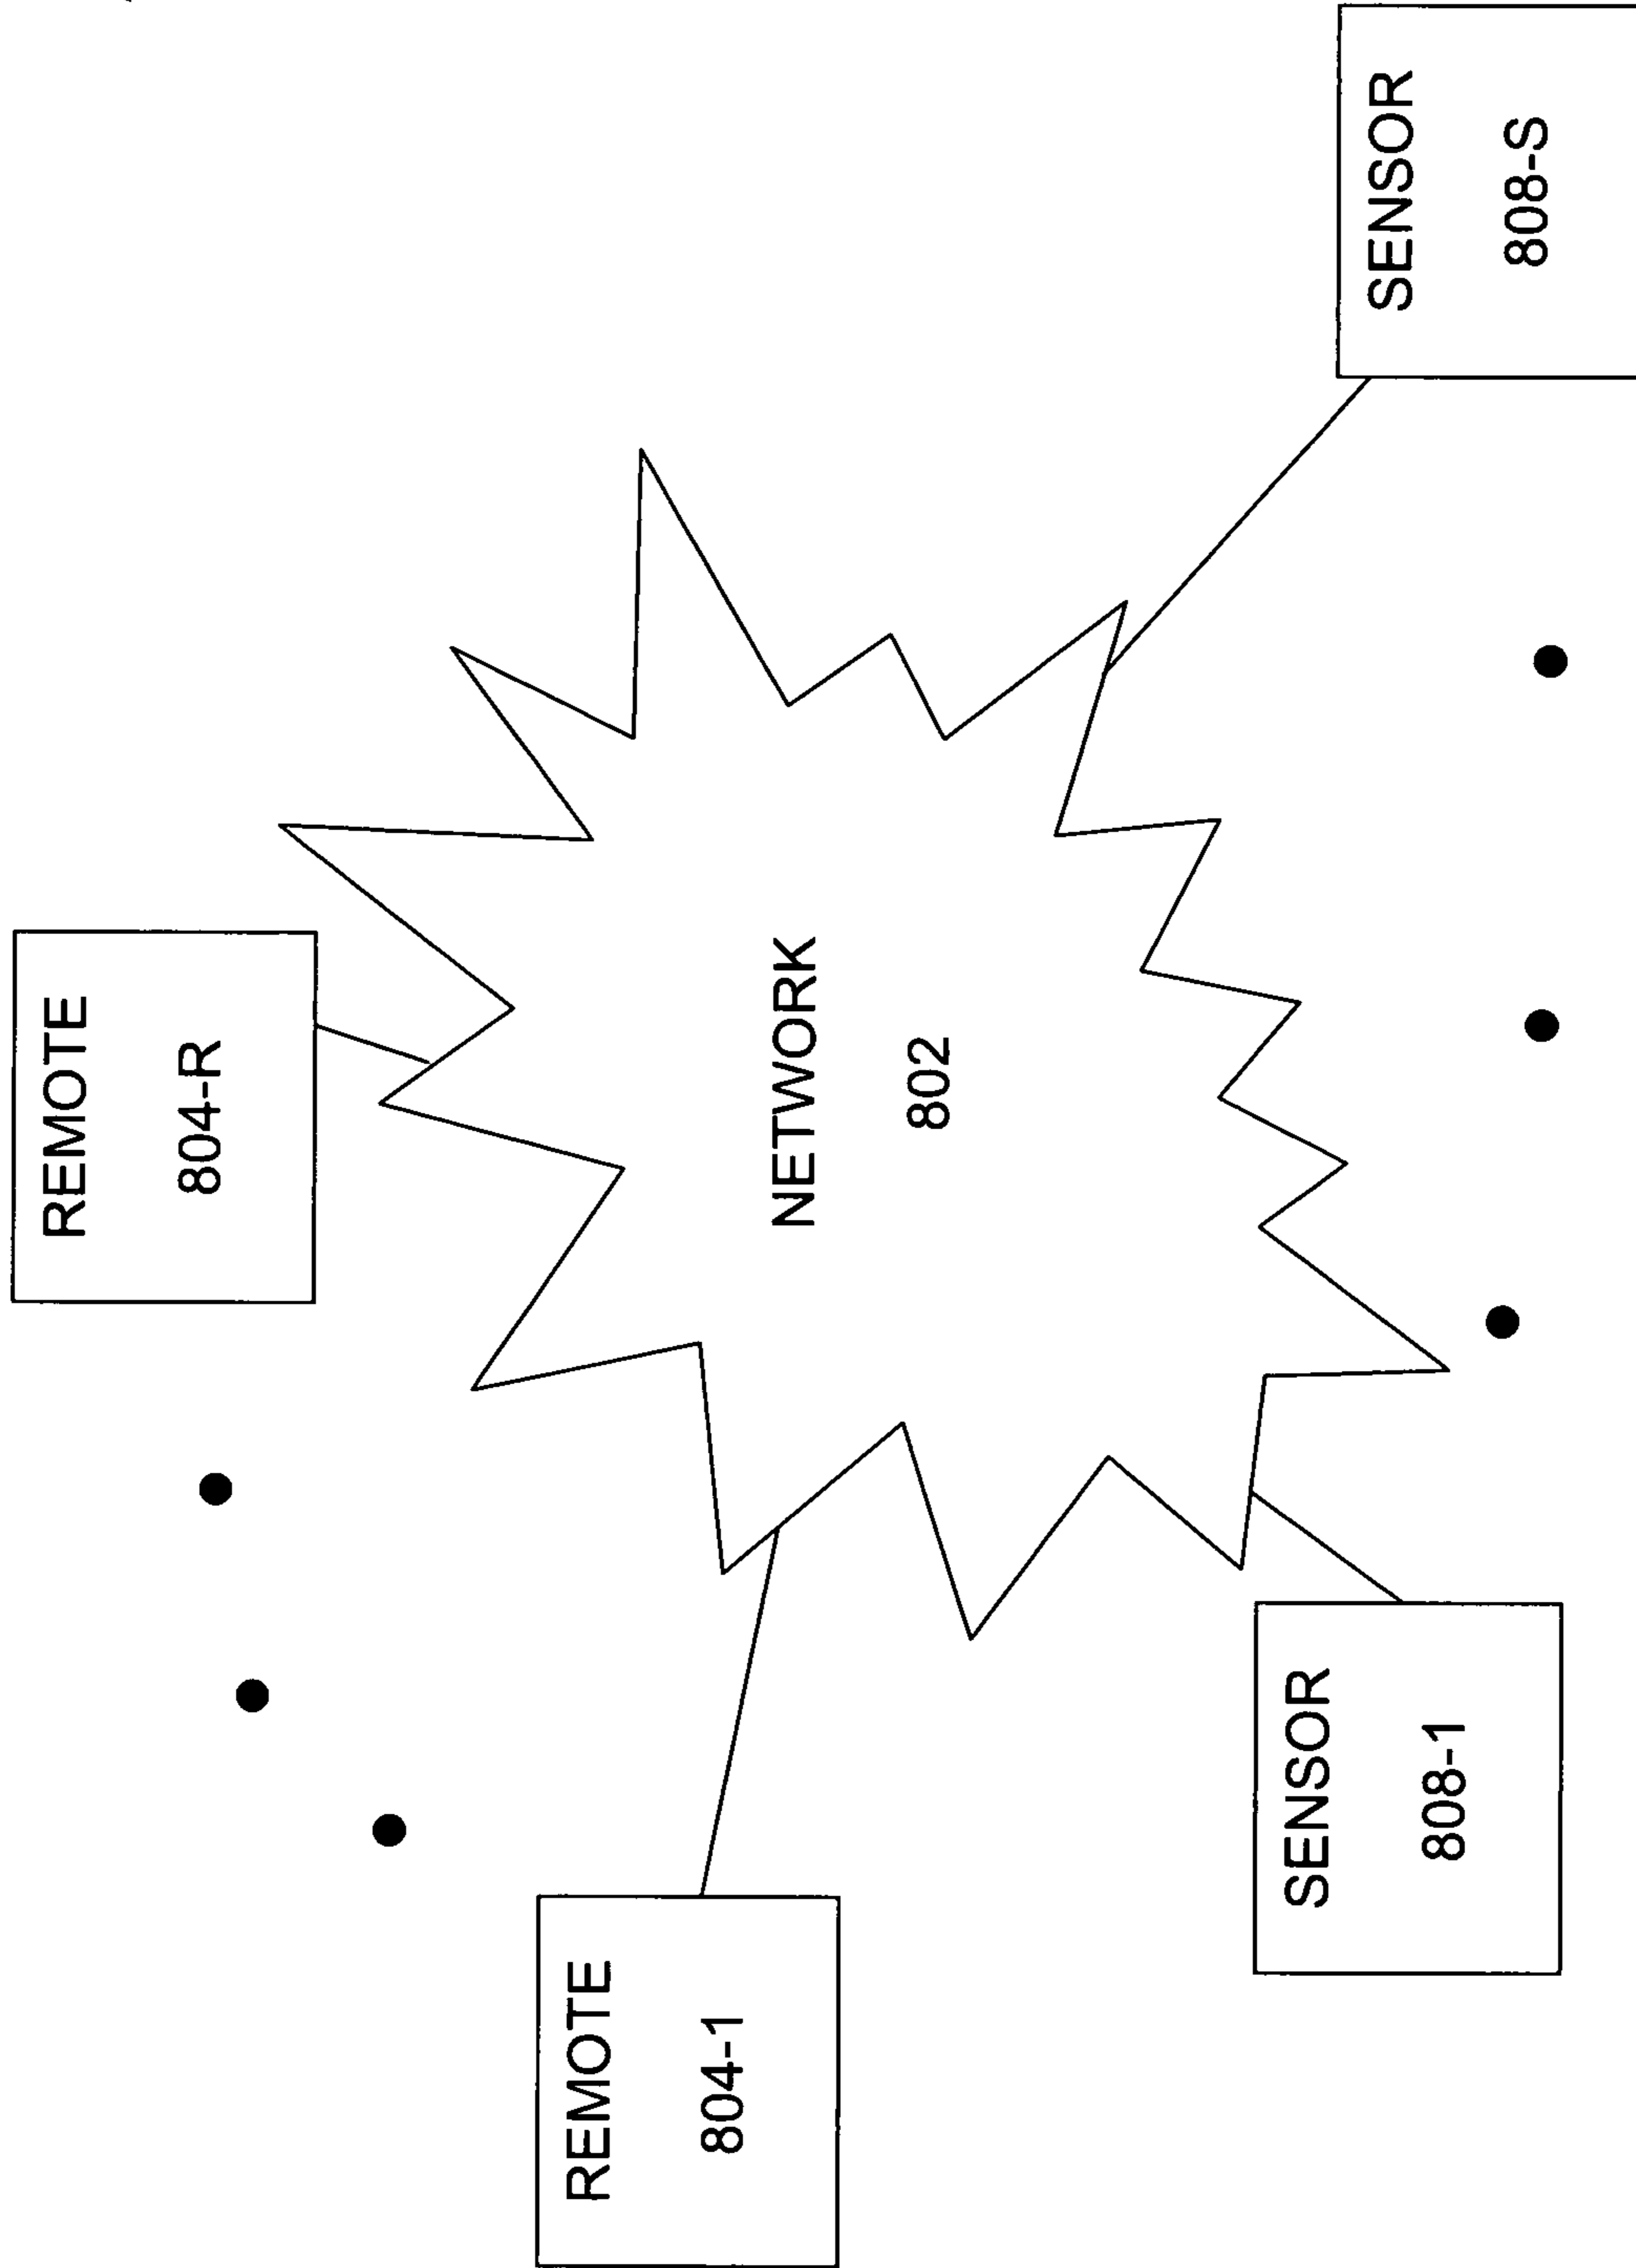 REMOTE
804-1
REMOTE
804-R
NETWORK
802
SENSOR
808-1
SENSOR
808-S